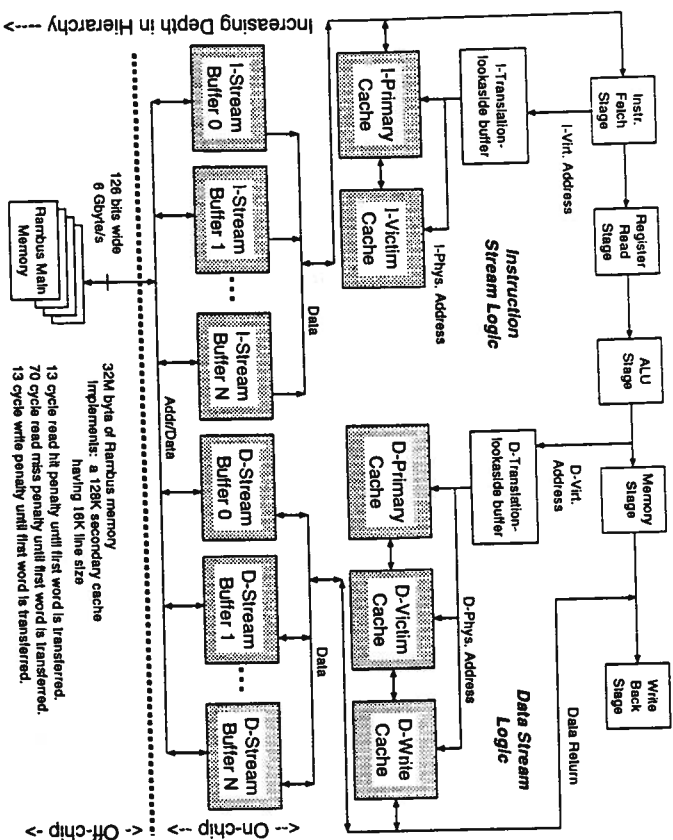 Instr.
Fetch
Stage
Register
Read
Stage
ALU
Stage
Memory
Stage
Write
Back
Stage
I-Virt. Address
D-Virt.
Address
Data Return
I-Translation-
lookaside buffer
Instruction
Stream Logic
D-Translation-
lookaside buffer
Data Stream
Logic
I-Phys. Address
D-Phys. Address
I-Primary
Cache
I-Victim
Cache
D-Primary
Cache
D-Victim
Cache
D-Write
Cache
Data
Data
I-Stream
Buffer 0
I-Stream
Buffer 1
I-Stream
Buffer N
D-Stream
Buffer 0
D-Stream
Buffer 1
D-Stream
Buffer N
Addr/Data
128 bits wide
6 Gbyte/s
Rambus Main
Memory
32M byte of Rambus memory
Implements: a 128K secondary cache
having 16K line size
13 cycle read hit penalty until first word is transferred.
70 cycle read miss penalty until first word is transferred.
13 cycle write penalty until first word is transferred.
Increasing Depth in Hierarchy ---->
<- Off-chip
<-- On-chip -->